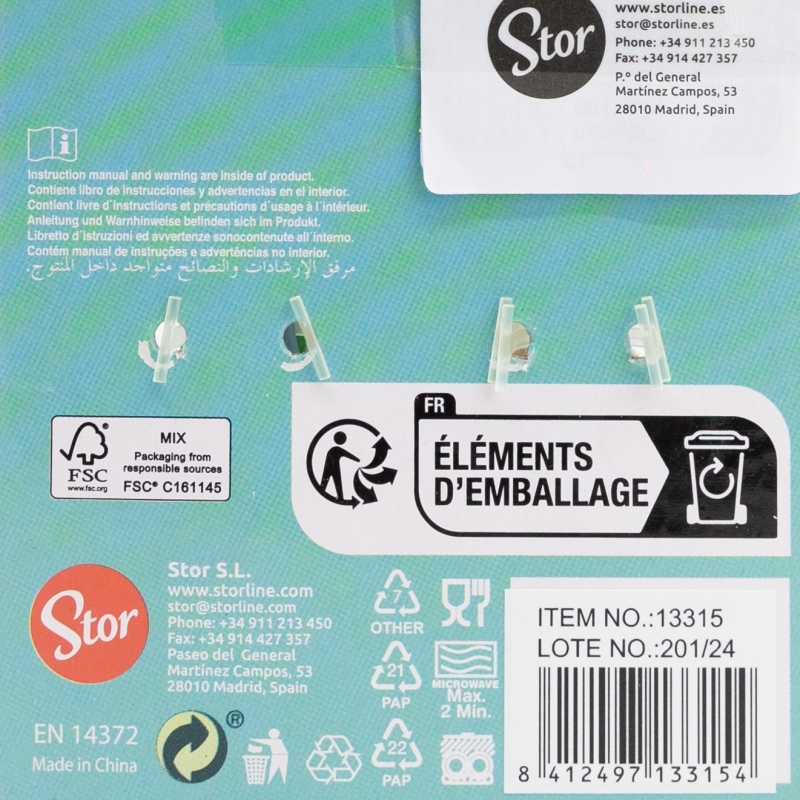 Stor
www.storline.es
stor@storline.es
Phone: +34 911 213 450
Fax: +34 914 427 357
P.º del General
Martínez Campos, 53
28010 Madrid, Spain
Instruction manual and warning are inside of product.
Contiene libro de instrucciones y advertencias en el interior.
Contient livre d´instructions et précautions d´usage à l´intérieur.
Anleitung und Warnhinweise befinden sich im Produkt.
Libretto d´istruzioni ed avvertenze sonocontenute all´interno.
Contém manual de instruções e advertências no interior.
مرفق الإرشادات والنصائح متواجد داخل المنتوج.
FSC
www.fsc.org
MIX
Packaging from
responsible sources
FSC® C161145
FR
ÉLÉMENTS
D'EMBALLAGE
Stor
Stor S.L.
www.storline.com
stor@storline.com
Phone: +34 911 213 450
Fax: +34 914 427 357
Paseo del General
Martínez Campos, 53
28010 Madrid, Spain
EN 14372
Made in China
®
7
OTHER
21
PAP
22
PAP
MICROWAVE
Max.
2 Min.
ITEM NO.:13315
LOTE NO.:201/24
8 412497 133154